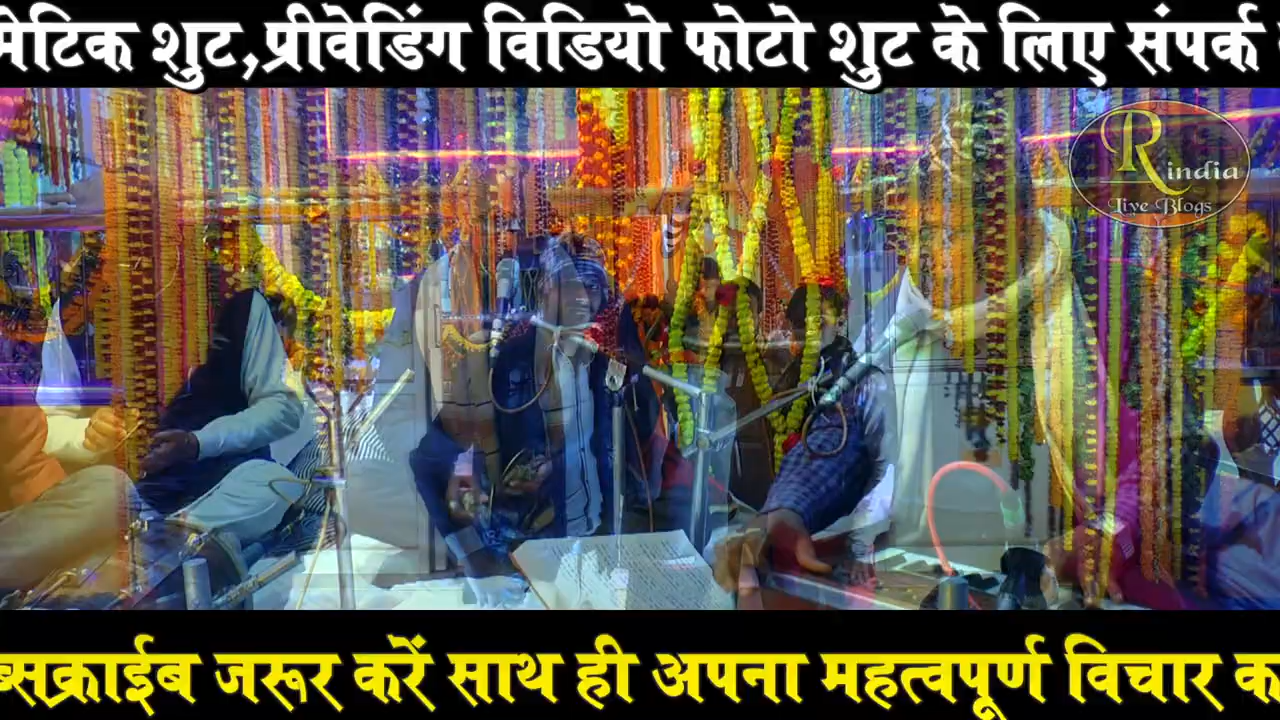 मेटिक शुट,प्रीवेडिंग विडियो फोटो शुट के लिए संपर्क
R india
Live Blogs
ब्सक्राईब जरूर करें साथ ही अपना महत्वपूर्ण विचार क